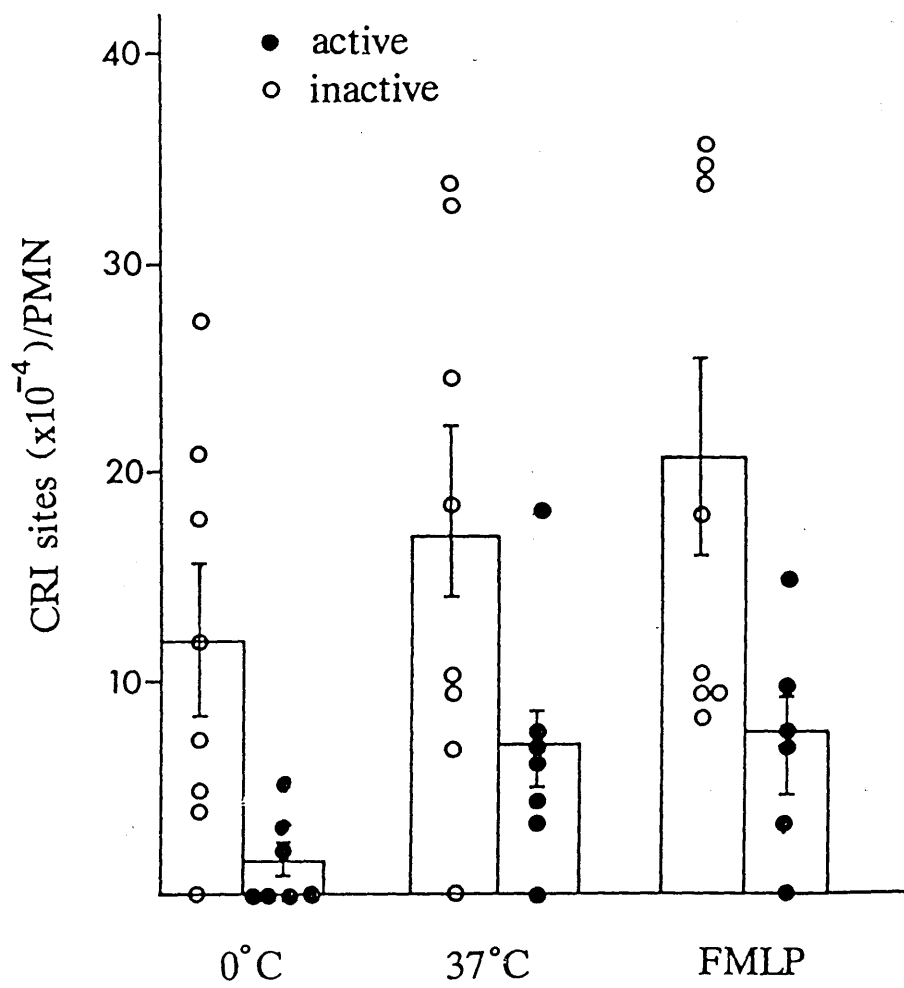 active
inactive
40
30
20
10
CRI sites (x10⁻⁴)/PMN
0°C
37°C
FMLP